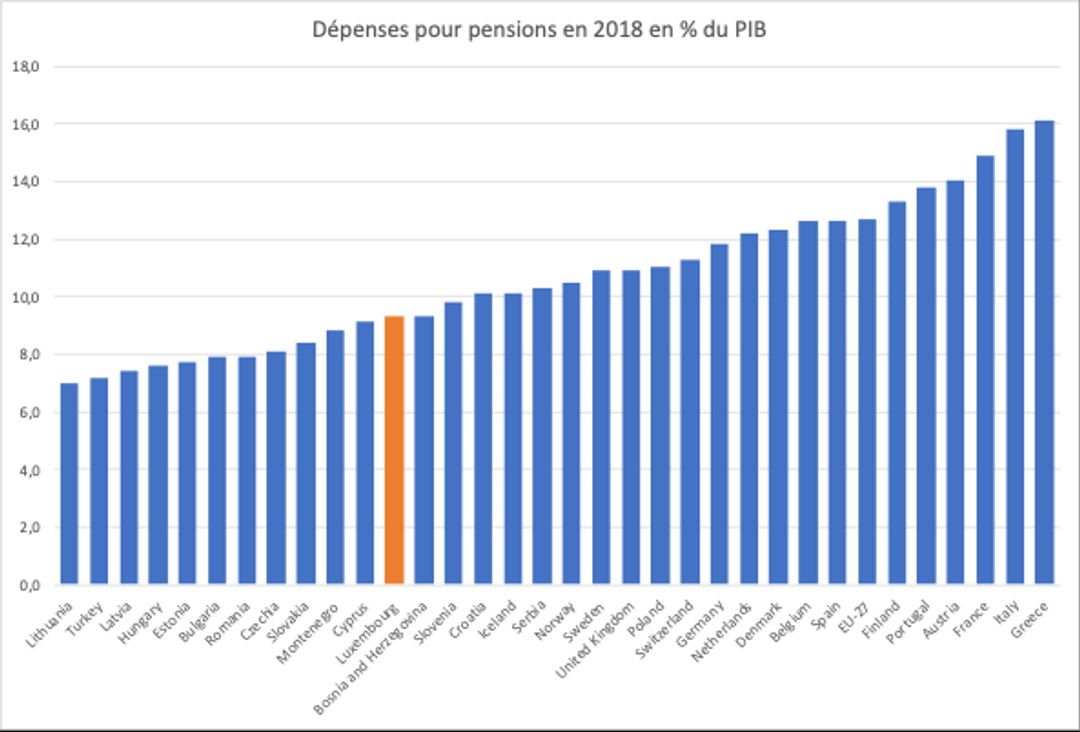 Dépenses pour pensions en 2018 en % du PIB
18,0
16,0
14,0
12,0
10,0
8,0
6,0
4,0
2,0
0,0
Lithuania
Turkey
Latvia
Hungary
Estonia
Bulgaria
Romania
Czechia
Slovakia
Montenegro
Cyprus
Luxembourg
Bosnia and Herzegovina
Slovenia
Croatia
Iceland
Serbia
Norway
Sweden
United Kingdom
Poland
Switzerland
Germany
Netherlands
Denmark
Belgium
Spain
EU-27
Finland
Portugal
Austria
France
Italy
Greece